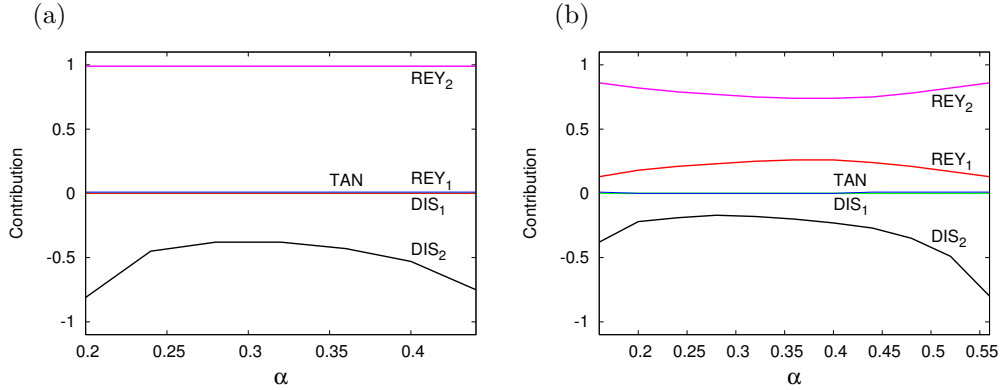 (a)
1
0.5
0
-0.5
-1
Contribution
REY2
TAN
REY1
DIS1
DIS2
0.2
0.25
0.3
0.35
0.4
α
(b)
1
0.5
0
-0.5
-1
Contribution
REY2
REY1
TAN
DIS1
DIS2
0.2
0.25
0.3
0.35
0.4
0.45
0.5
0.55
α